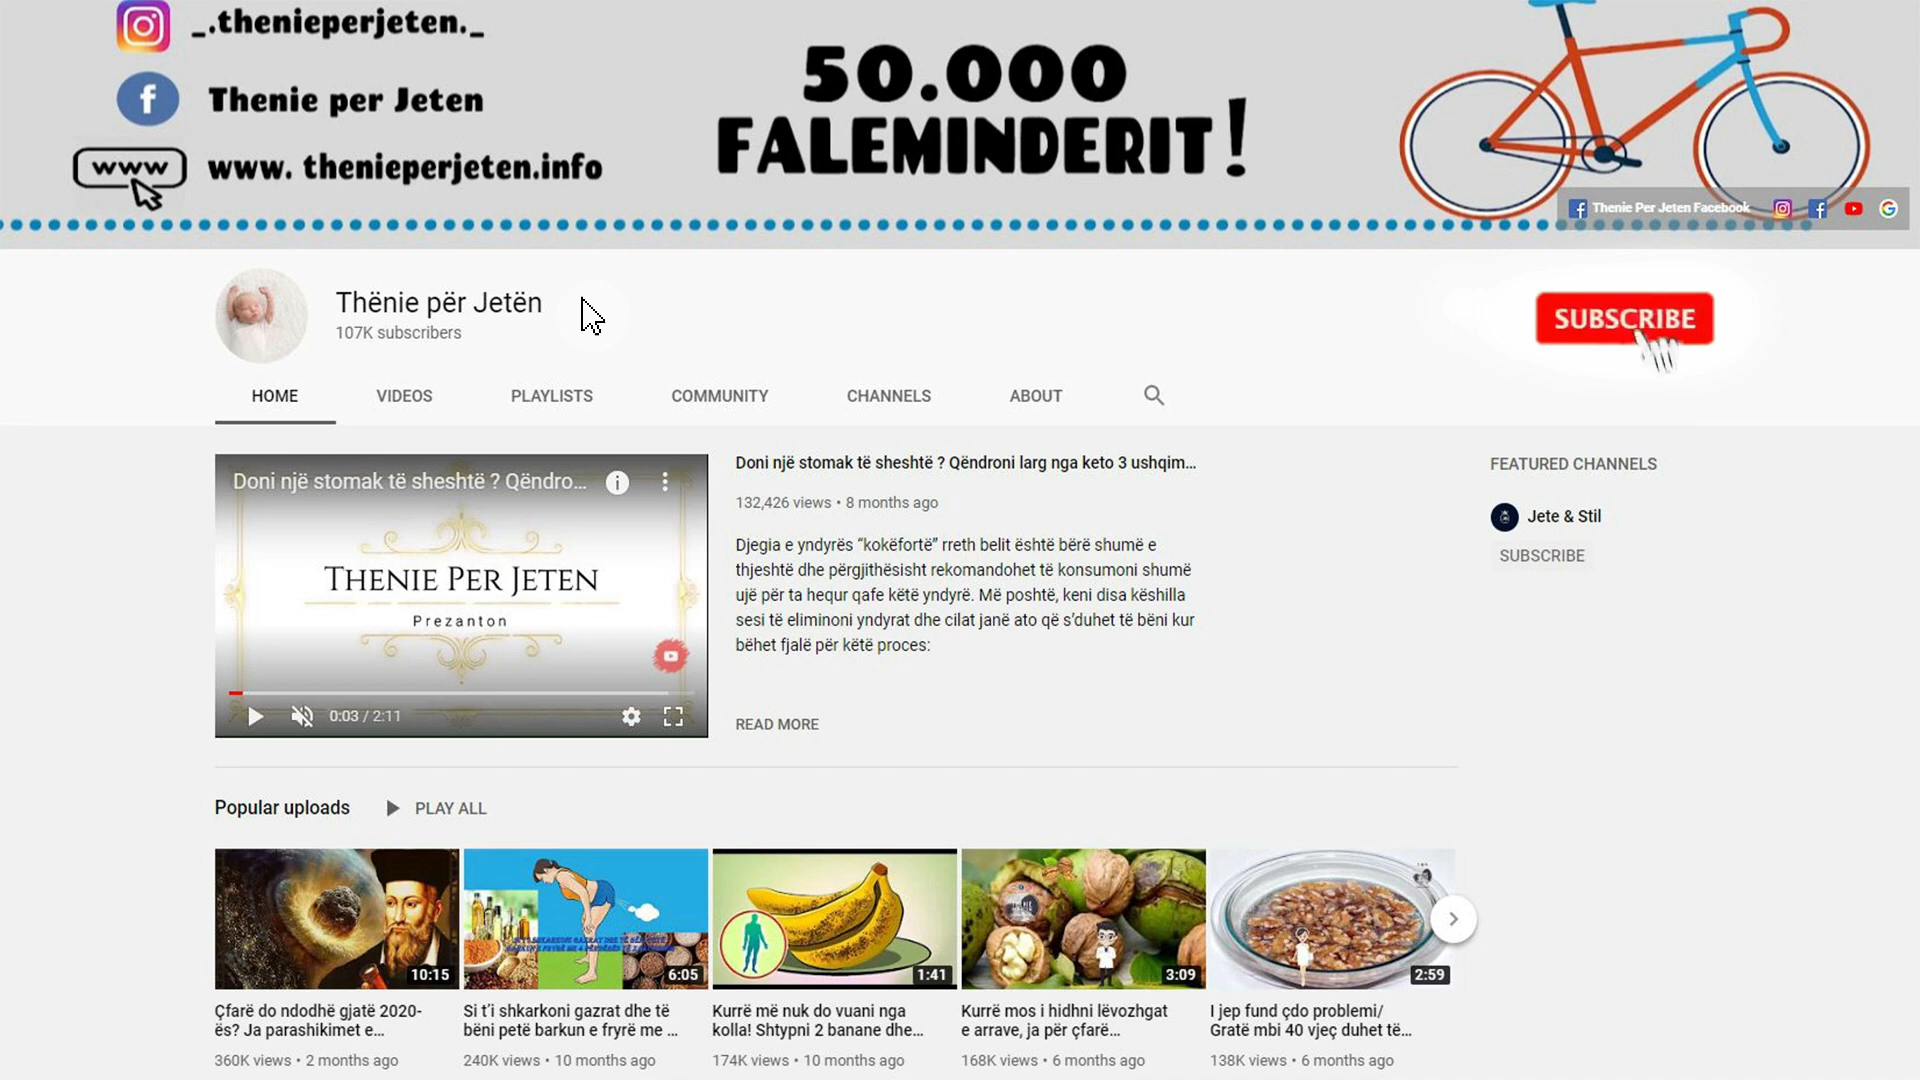 _.thenieperjeten._
Thenie per Jeten
www
www. thenieperjeten.info
50.000
FALEMINDERIT!
Thenie Per Jeten Facebook
Thënie për Jetën
107K subscribers
SUBSCRIBE
HOME
VIDEOS
PLAYLISTS
COMMUNITY
CHANNELS
ABOUT
Doni një stomak të sheshtë ? Qëndro...
THENIE PER JETEN
Prezanton
0:03 / 2:11
Doni një stomak të sheshtë ? Qëndroni larg nga keto 3 ushqim...
132,426 views • 8 months ago
Djegia e yndyrës “kokëfortë” rreth belit është bërë shumë e
thjeshtë dhe përgjithësisht rekomandohet të konsumoni shumë
ujë për ta hequr qafe këtë yndyrë. Më poshtë, keni disa këshilla
sesi të eliminoni yndyrat dhe cilat janë ato që s’duhet të bëni kur
bëhet fjalë për këtë proces:
READ MORE
FEATURED CHANNELS
Jete & Stil
SUBSCRIBE
Popular uploads
PLAY ALL
10:15
6:05
1:41
3:09
2:59
Çfarë do ndodhë gjatë 2020-
ës? Ja parashikimet e...
360K views • 2 months ago
Si t’i shkarkoni gazrat dhe të
bëni petë barkun e fryrë me ...
240K views • 10 months ago
Kurrë më nuk do vuani nga
kolla! Shtypni 2 banane dhe...
174K views • 10 months ago
Kurrë mos i hidhni lëvozhgat
e arrave, ja për çfarë...
168K views • 6 months ago
I jep fund çdo problemi/
Gratë mbi 40 vjeç duhet të...
138K views • 6 months ago